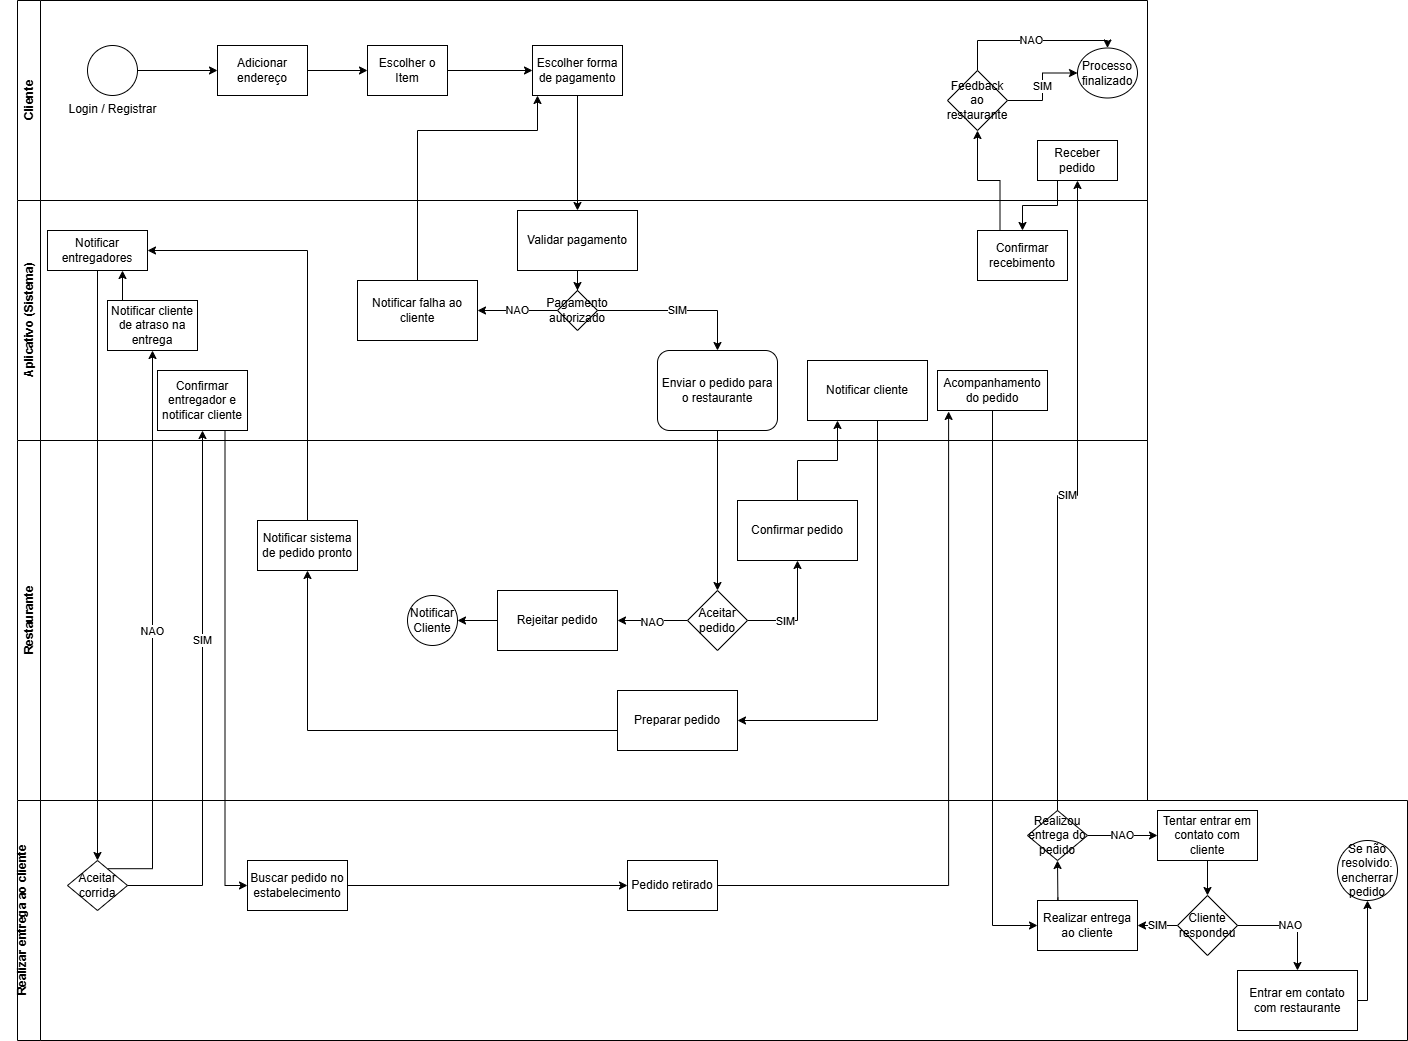 Cliente
Login / Registrar
Adicionar
endereço
Escolher o
Item
Escolher forma
de pagamento
NAO
Processo
finalizado
SIM
Feedback
ao
restaurante
Receber
pedido
Aplicativo (Sistema)
Notificar
entregadores
Notificar cliente
de atraso na
entrega
Confirmar
entregador e
notificar cliente
Validar pagamento
Notificar falha ao
cliente
NAO
Pagamento
autorizado
SIM
Enviar o pedido para
o restaurante
Notificar cliente
Acompanhamento
do pedido
Confirmar
recebimento
Restaurante
SIM
Notificar sistema
de pedido pronto
Confirmar pedido
Notificar
Cliente
Rejeitar pedido
NAO
Aceitar
pedido
SIM
NAO
SIM
Preparar pedido
Realizar entrega ao cliente
Aceitar
corrida
Buscar pedido no
estabelecimento
Pedido retirado
Realizou
entrega do
pedido
NAO
Tentar entrar em
contato com
cliente
Se não
resolvido:
encherrar
pedido
Realizar entrega
ao cliente
SIM
Cliente
respondeu
NAO
Entrar em contato
com restaurante